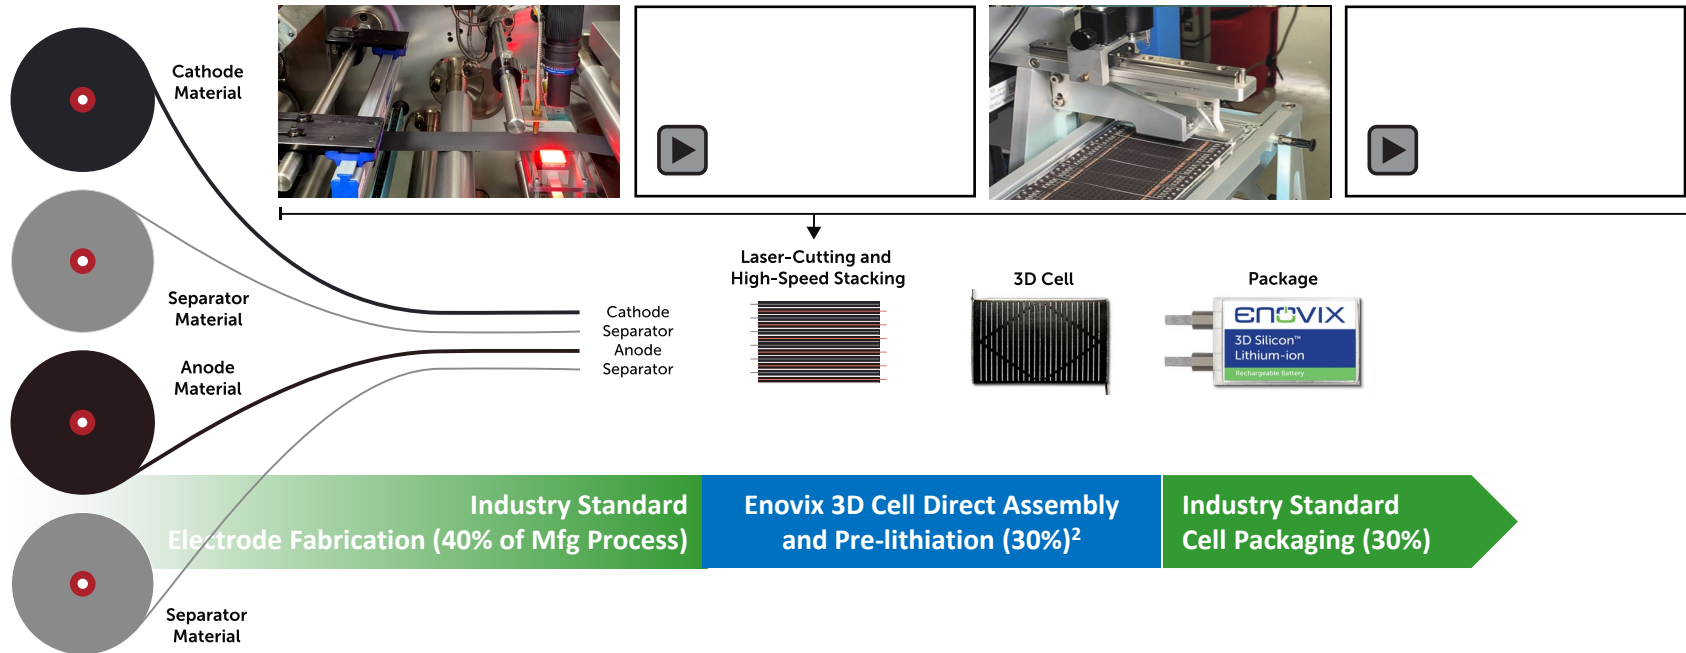 Cathode
Material
Separator
Material
Anode
Material
Separator
Material
Cathode
Separator
Anode
Separator
Laser-Cutting and
High-Speed Stacking
3D Cell
Package
ENOVIX
3D Silicon™
Lithium-ion
Rechargeable Battery
Industry Standard
Electrode Fabrication (40% of Mfg Process)
Enovix 3D Cell Direct Assembly
and Pre-lithiation (30%)²
Industry Standard
Cell Packaging (30%)